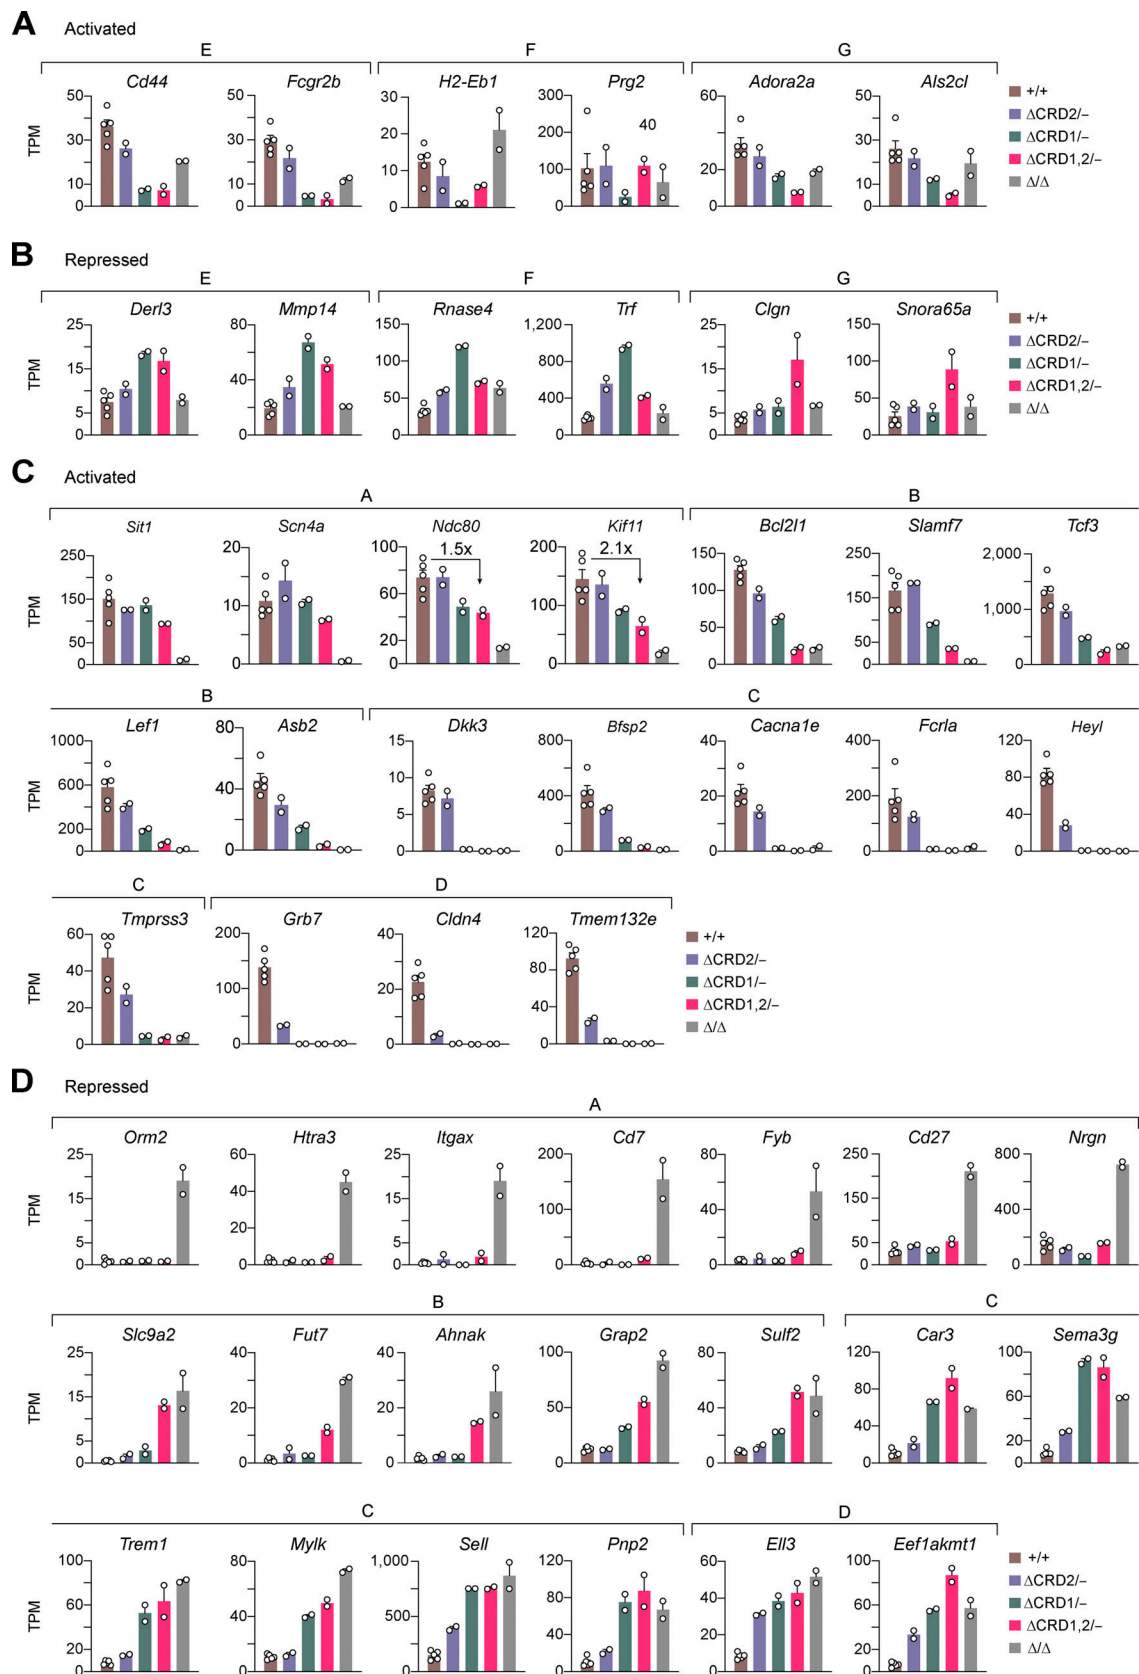 A Activated
E F G
Cd44 Fcgr2b H2-Eb1 Prg2 Adora2a Als2cl
TPM
50 30 10 0
50 30 10 0
30 20 10 0
300 200 100 0
40
60 40 20 0
50 30 10 0
+/+
ΔCRD2/–
ΔCRD1/–
ΔCRD1,2/–
Δ/Δ
B Repressed
E F G
Derl3 Mmp14 Rnase4 Trf Clgn Snora65a
TPM
25 15 5 0
80 40 20 0
150 100 50 0
1,200 800 400 0
25 15 5 0
150 100 50 0
+/+
ΔCRD2/–
ΔCRD1/–
ΔCRD1,2/–
Δ/Δ
C Activated
A B
Sit1 Scn4a Ndc80 Kif11 Bcl2l1 Slamf7 Tcf3
TPM
250 150 50 0
20 10 0
100 60 20 0
1.5x
200 100 0
2.1x
150 100 50 0
250 150 50 0
2,000 1,000 0
B C
Lef1 Asb2 Dkk3 Bfsp2 Cacna1e Fcrla Heyl
TPM
1000 600 200 0
80 40 0
15 10 5 0
800 400 0
40 20 0
400 200 0
120 80 40 0
C D
Tmprss3 Grb7 Cldn4 Tmem132e
TPM
60 40 20 0
200 100 0
40 20 0
120 80 40 0
+/+
ΔCRD2/–
ΔCRD1/–
ΔCRD1,2/–
Δ/Δ
D Repressed
A
Orm2 Htra3 Itgax Cd7 Fyb Cd27 Nrgn
TPM
25 15 5 0
60 40 20 0
25 15 5 0
200 100 0
80 40 0
250 150 50 0
800 400 0
B C
Slc9a2 Fut7 Ahnak Grap2 Sulf2 Car3 Sema3g
TPM
25 15 5 0
40 20 0
40 20 0
100 50 0
80 40 0
120 80 40 0
100 60 20 0
C D
Trem1 Mylk Sell Pnp2 Ell3 Eef1akmt1
TPM
100 60 20 0
80 40 0
1,000 500 0
150 100 50 0
60 40 20 0
100 60 20 0
+/+
ΔCRD2/–
ΔCRD1/–
ΔCRD1,2/–
Δ/Δ